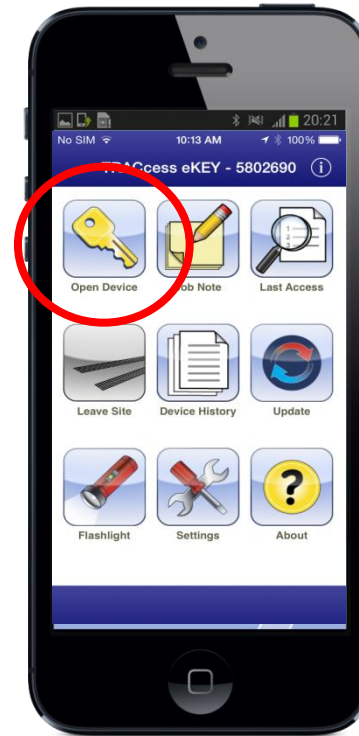 20:21
No SIM 10:13 AM 100%
TRACcess eKEY - 5802690 i
Open Device Job Note Last Access
Leave Site Device History Update
?
Flashlight Settings About